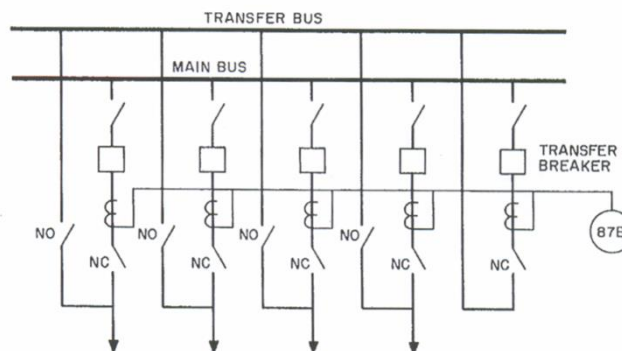 TRANSFER BUS
MAIN BUS
TRANSFER
BREAKER
NO
NO
NO
NO
87B
NC
NC
NC
NC
NC